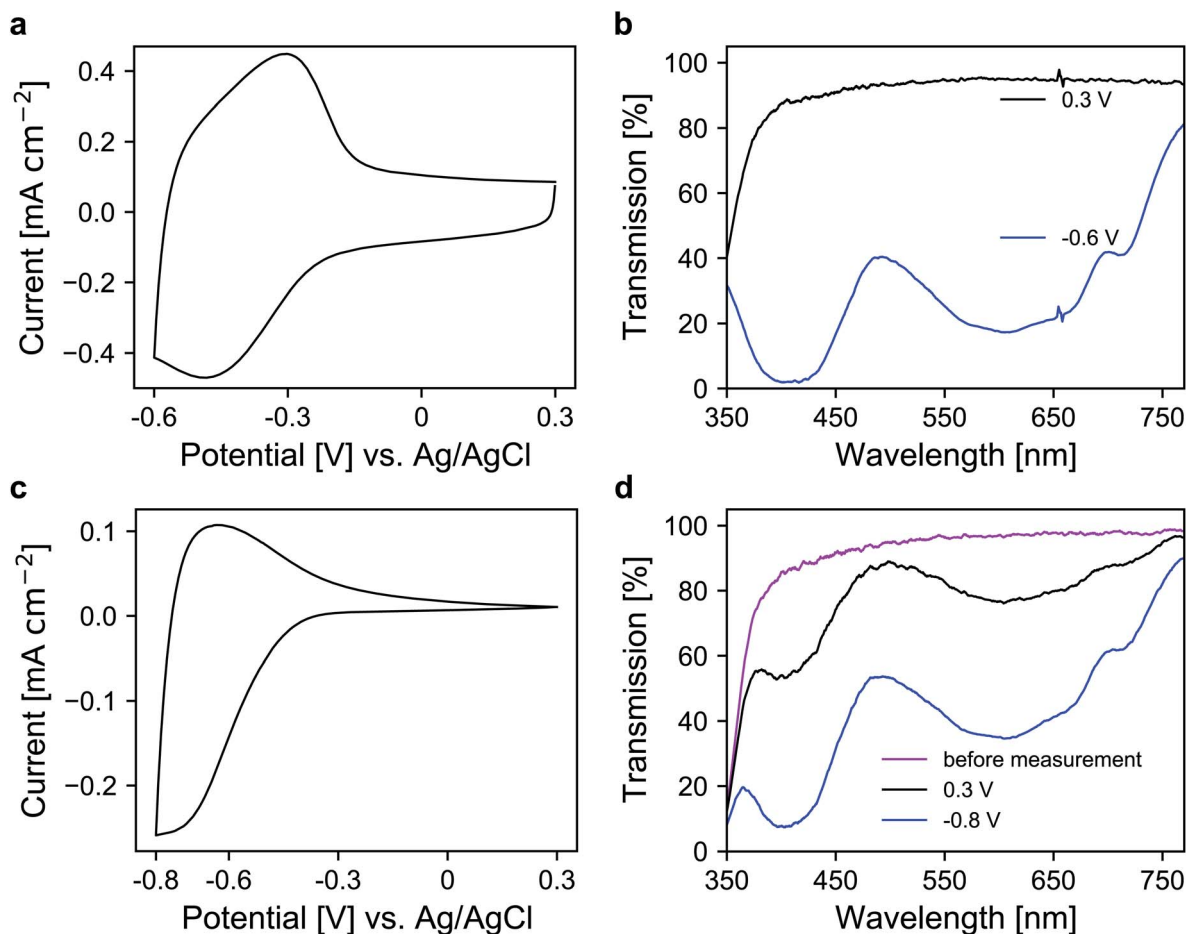 a
0.4
0.2
0.0
−0.2
−0.4
Current [mA cm⁻²]
-0.6 -0.3 0 0.3
Potential [V] vs. Ag/AgCl
b
100
80
60
40
20
0
Transmission [%]
0.3 V
-0.6 V
350 450 550 650 750
Wavelength [nm]
c
0.1
0.0
−0.1
−0.2
Current [mA cm⁻²]
-0.8 -0.6 -0.3 0 0.3
Potential [V] vs. Ag/AgCl
d
100
80
60
40
20
0
Transmission [%]
before measurement
0.3 V
-0.8 V
350 450 550 650 750
Wavelength [nm]